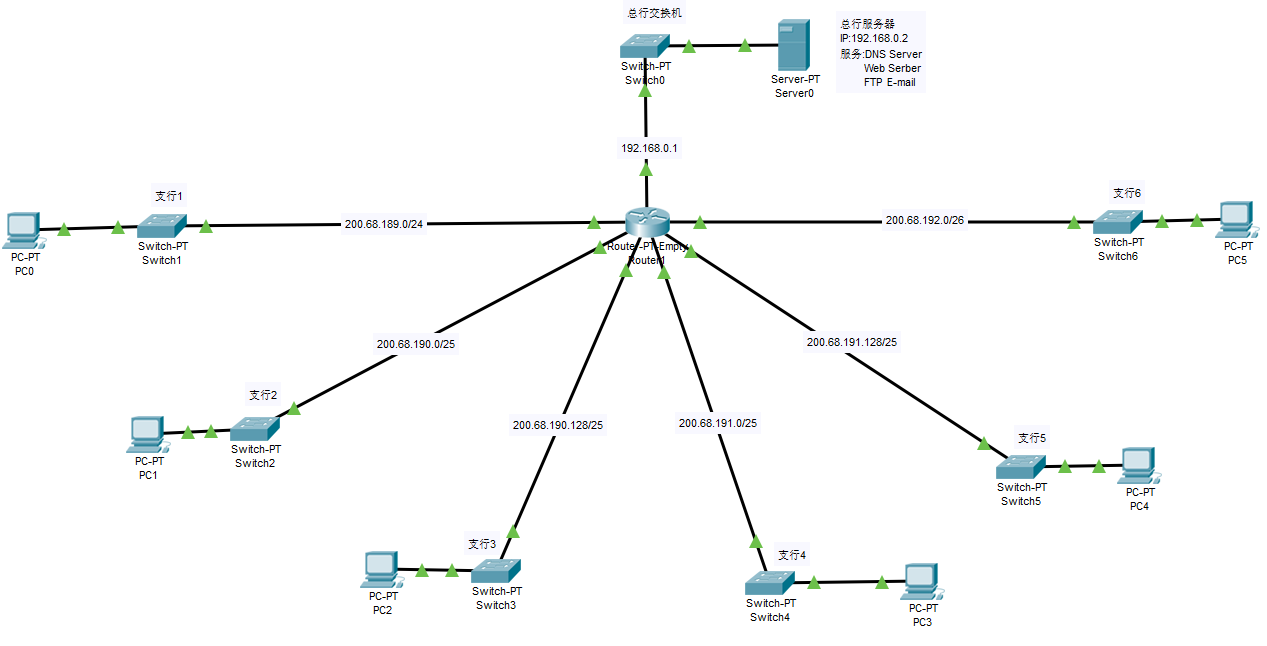 总行交换机
Switch-PT
Switch0
Server-PT
Server0
总行服务器
IP:192.168.0.2
服务:DNS Server
Web Serber
FTP E-mail
192.168.0.1
支行1
Switch-PT
Switch1
PC-PT
PC0
200.68.189.0/24
Router-PT-Empty
Router1
200.68.192.0/26
支行6
Switch-PT
Switch6
PC-PT
PC5
200.68.190.0/25
200.68.191.128/25
支行2
Switch-PT
Switch2
PC-PT
PC1
200.68.190.128/25
200.68.191.0/25
支行5
Switch-PT
Switch5
PC-PT
PC4
支行3
Switch-PT
Switch3
PC-PT
PC2
支行4
Switch-PT
Switch4
PC-PT
PC3